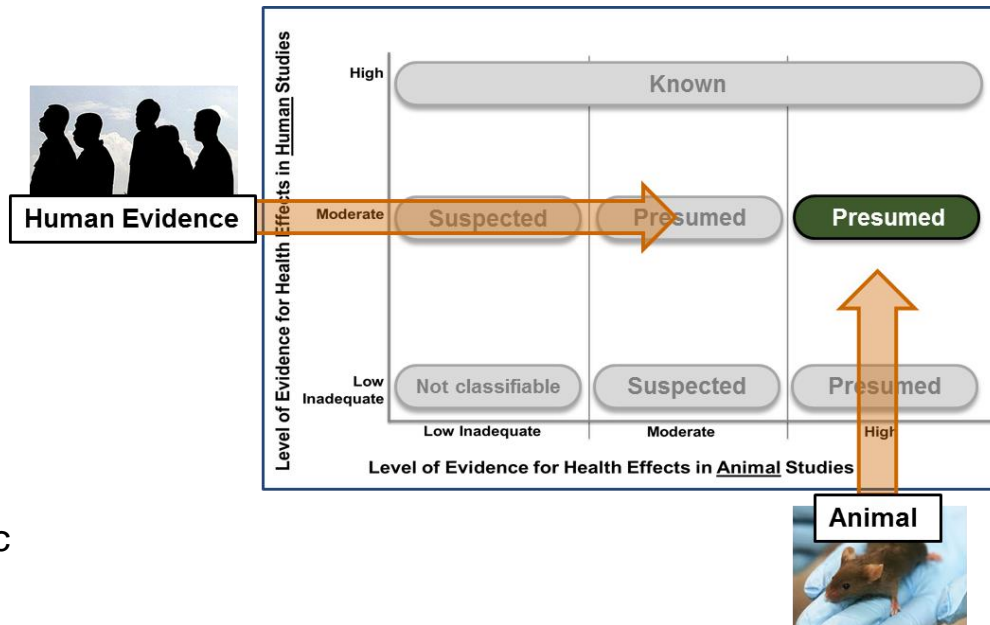 High
Known
Level of Evidence for Health Effects in Human Studies
Human Evidence
Moderate
Suspected
Presumed
Presumed
Low
Inadequate
Not classifiable
Suspected
Presumed
Low Inadequate
Moderate
High
Level of Evidence for Health Effects in Animal Studies
Animal
c